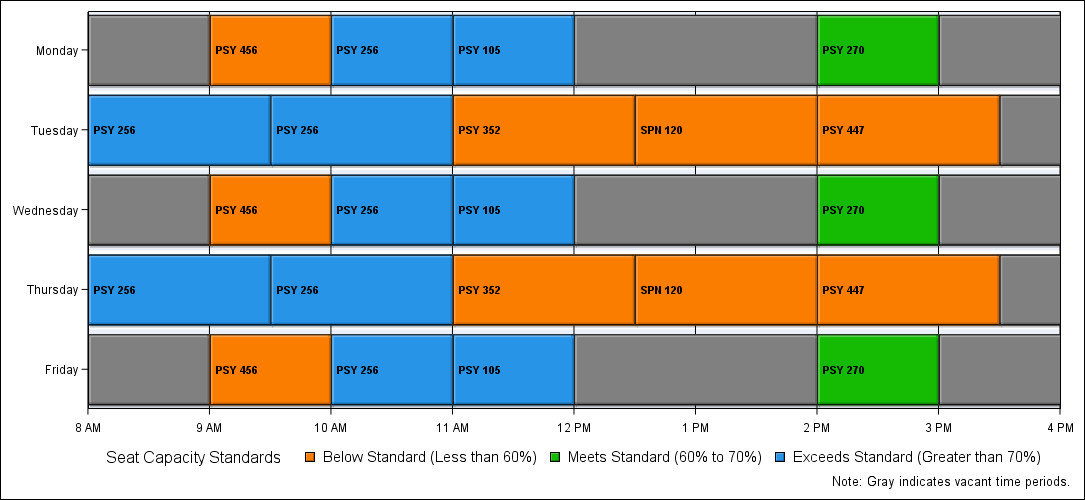 Monday PSY 456 PSY 256 PSY 105 PSY 270
Tuesday PSY 256 PSY 256 PSY 352 SPN 120 PSY 447
Wednesday PSY 456 PSY 256 PSY 105 PSY 270
Thursday PSY 256 PSY 256 PSY 352 SPN 120 PSY 447
Friday PSY 456 PSY 256 PSY 105 PSY 270
8 AM 9 AM 10 AM 11 AM 12 PM 1 PM 2 PM 3 PM 4 PM
Seat Capacity Standards Below Standard (Less than 60%) Meets Standard (60% to 70%) Exceeds Standard (Greater than 70%)
Note: Gray indicates vacant time periods.